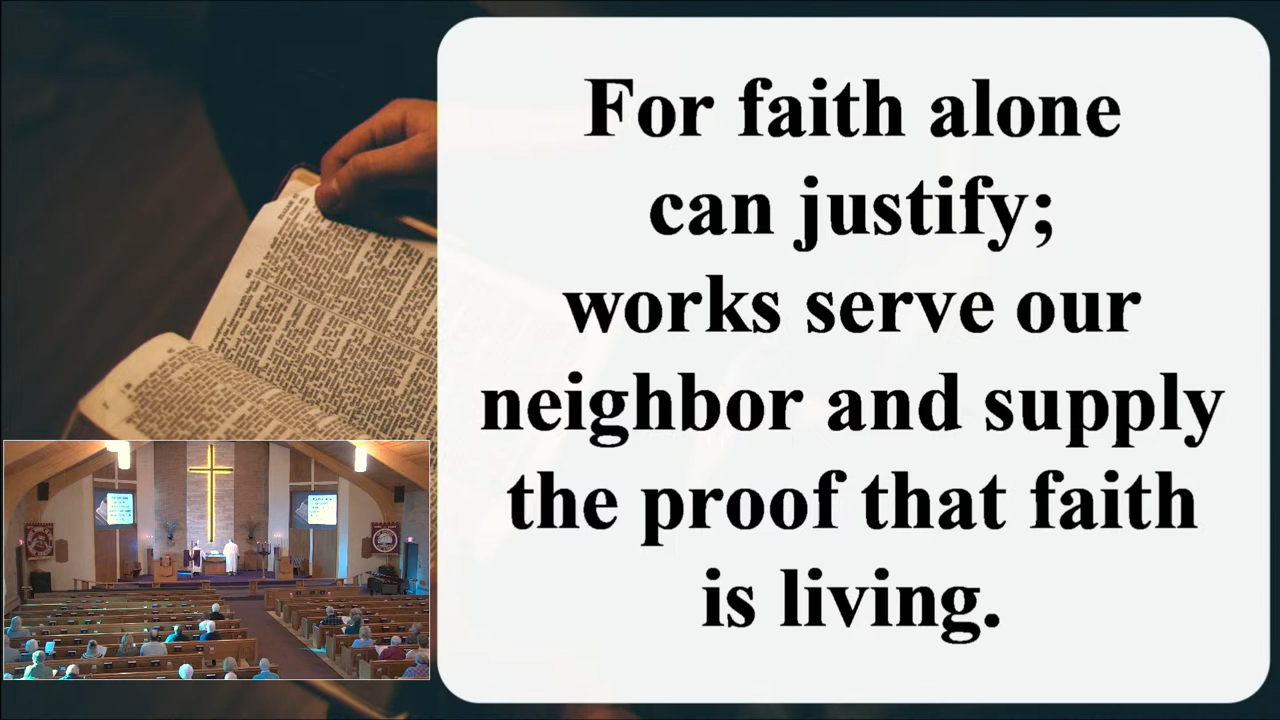 For faith alone
can justify;
works serve our
neighbor and supply
the proof that faith
is living.